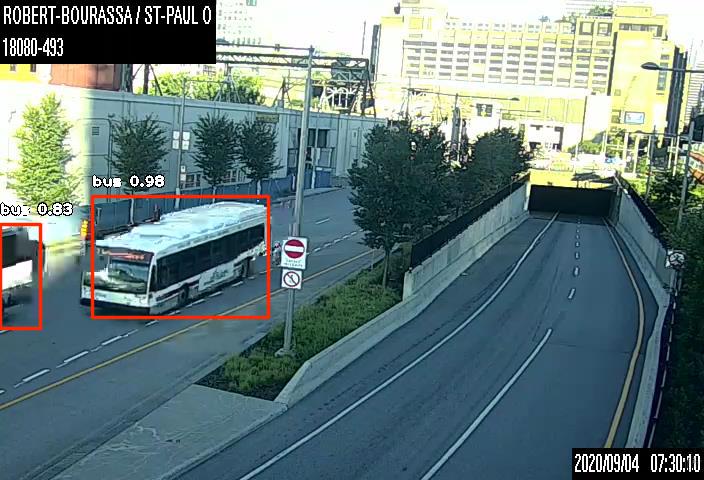 ROBERT-BOURASSA / ST-PAUL O
18080-493
bus 0.98
bus 0.83
2020/09/04 07:30:10